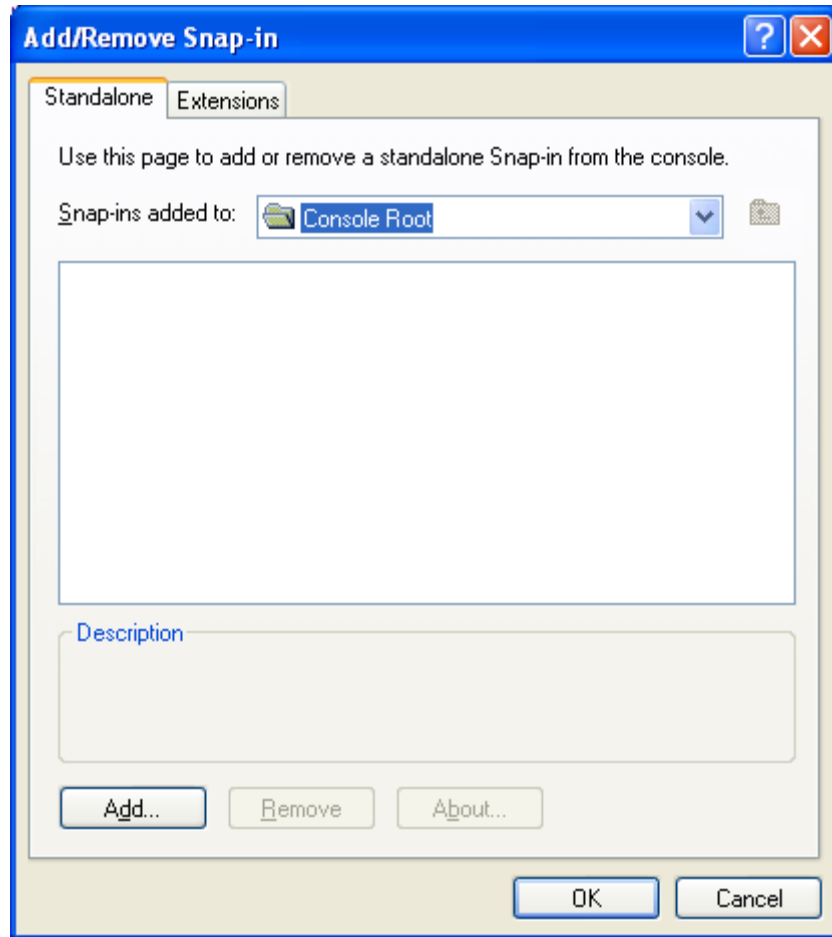 Add/Remove Snap-in
Standalone Extensions
Use this page to add or remove a standalone Snap-in from the console.
Snap-ins added to: Console Root
Description
Add... Remove About...
OK Cancel